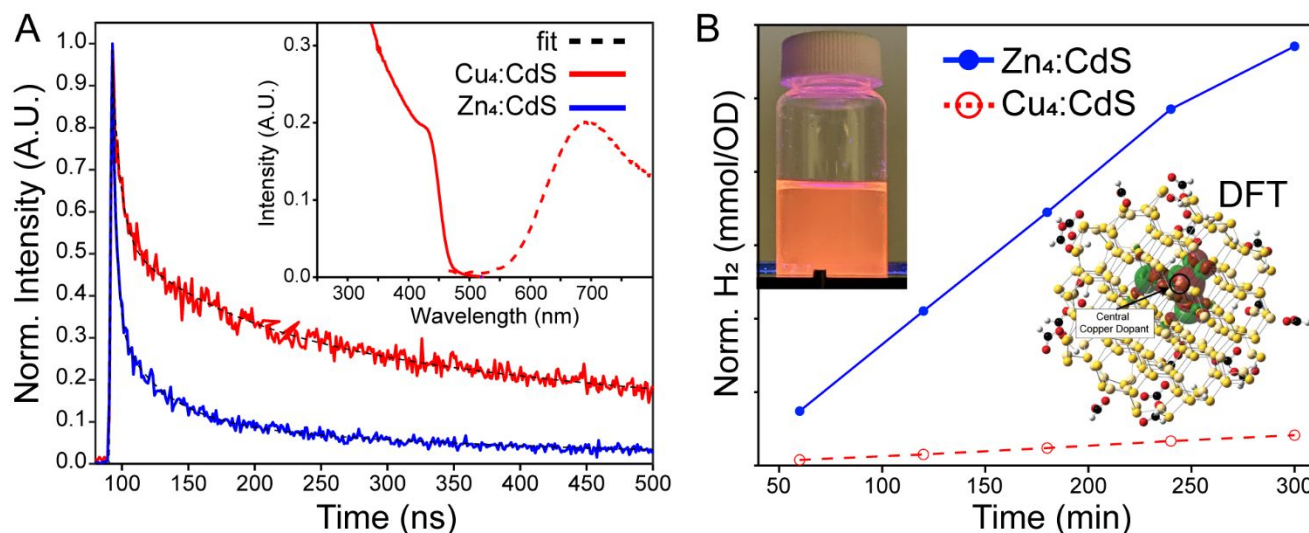 A
Norm. Intensity (A.U.)
1.0
0.9
0.8
0.7
0.6
0.5
0.4
0.3
0.2
0.1
0.0
100 150 200 250 300 350 400 450 500
Time (ns)
fit
Cu₄:CdS
Zn₄:CdS
Intensity (A.U.)
0.3
0.2
0.1
0.0
300 400 500 600 700
Wavelength (nm)
B
Norm. H₂ (mmol/OD)
Zn₄:CdS
Cu₄:CdS
DFT
Central
Copper Dopant
50 100 150 200 250 300
Time (min)